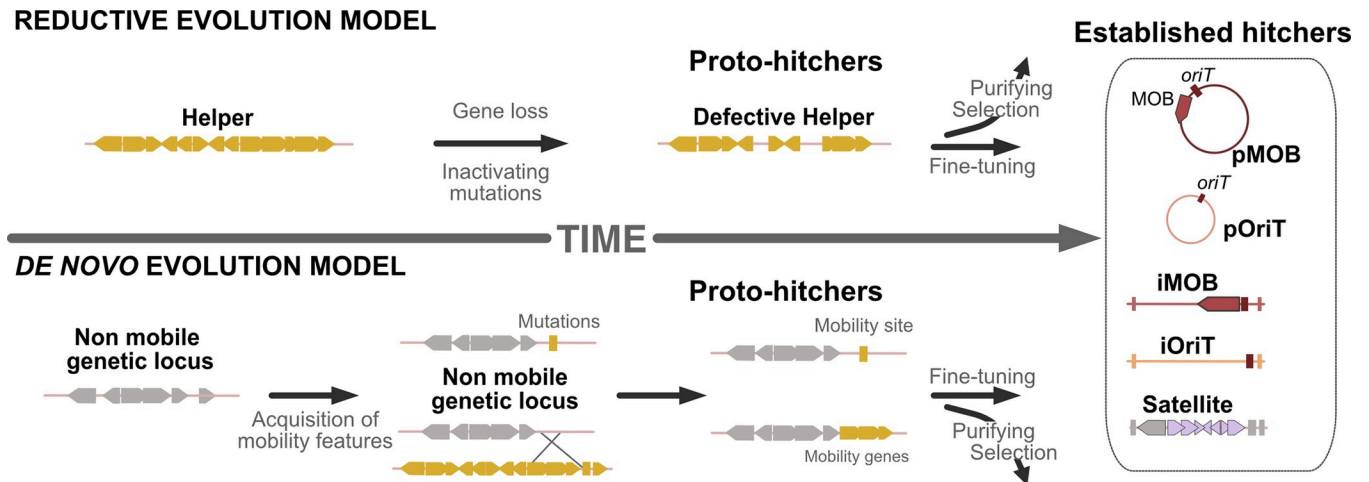 REDUCTIVE EVOLUTION MODEL
Helper
Gene loss
Inactivating
mutations
Proto-hitchers
Defective Helper
Purifying
Selection
Fine-tuning
TIME
DE NOVO EVOLUTION MODEL
Non mobile
genetic locus
Acquisition of
mobility features
Mutations
Non mobile
genetic locus
Proto-hitchers
Mobility site
Mobility genes
Fine-tuning
Purifying
Selection
Established hitchers
oriT
MOB
pMOB
oriT
pOriT
iMOB
iOriT
Satellite